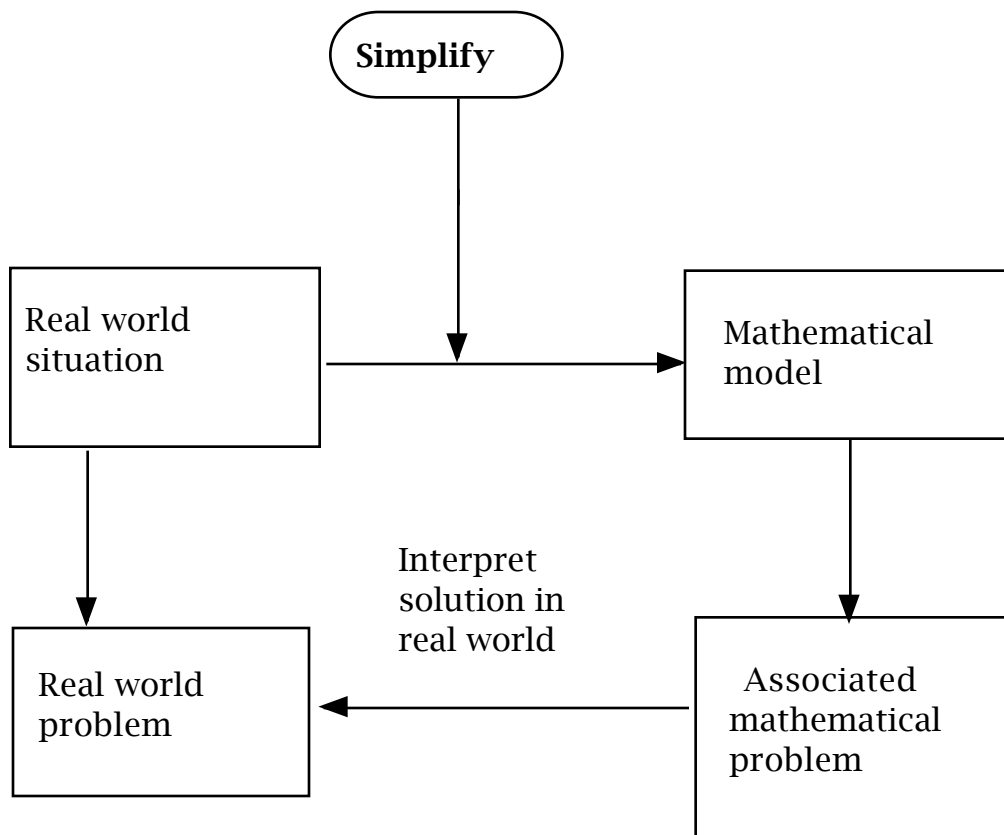 Simplify
Real world
situation
Mathematical
model
Interpret
solution in
real world
Real world
problem
Associated
mathematical
problem